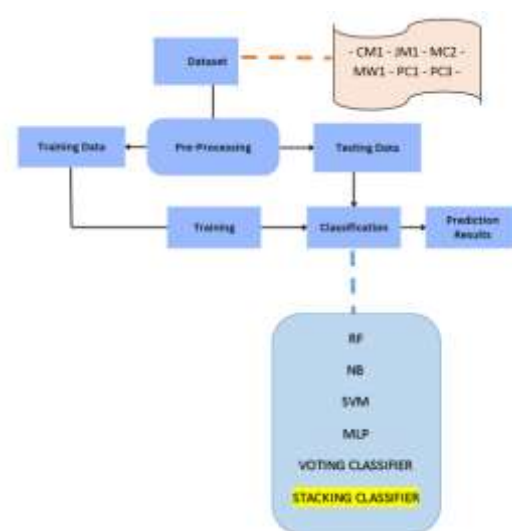 Dataset
- CM1 - JM1 - MC2 -
MW1 - PC1 - PC3 -
Training Data
Pre-Processing
Testing Data
Training
Classification
Prediction
Results
RF
NB
SVM
MLP
VOTING CLASSIFIER
STACKING CLASSIFIER